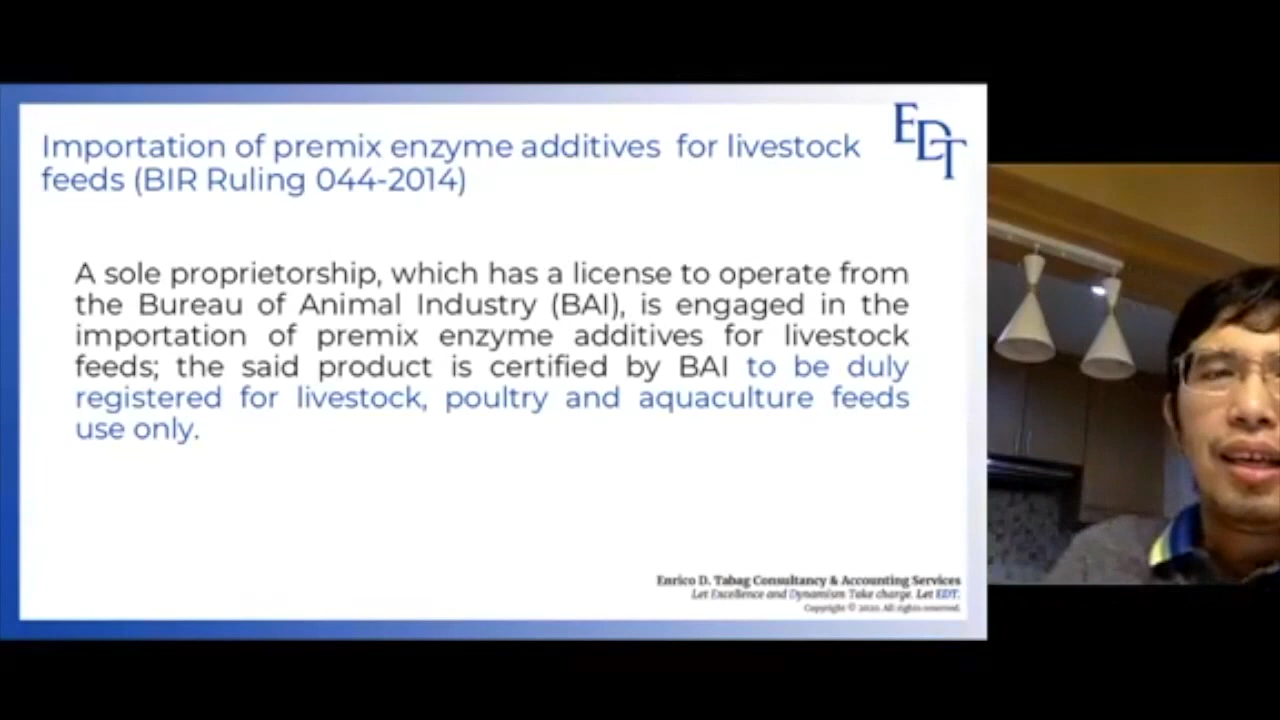 Importation of premix enzyme additives for livestock
feeds (BIR Ruling 044-2014)
EDT
A sole proprietorship, which has a license to operate from
the Bureau of Animal Industry (BAI), is engaged in the
importation of premix enzyme additives for livestock
feeds; the said product is certified by BAI to be duly
registered for livestock, poultry and aquaculture feeds
use only.
Enrico D. Tabag Consultancy & Accounting Services
Let Excellence and Dynamism Take charge. Let EDT.
Copyright © 2020. All rights reserved.